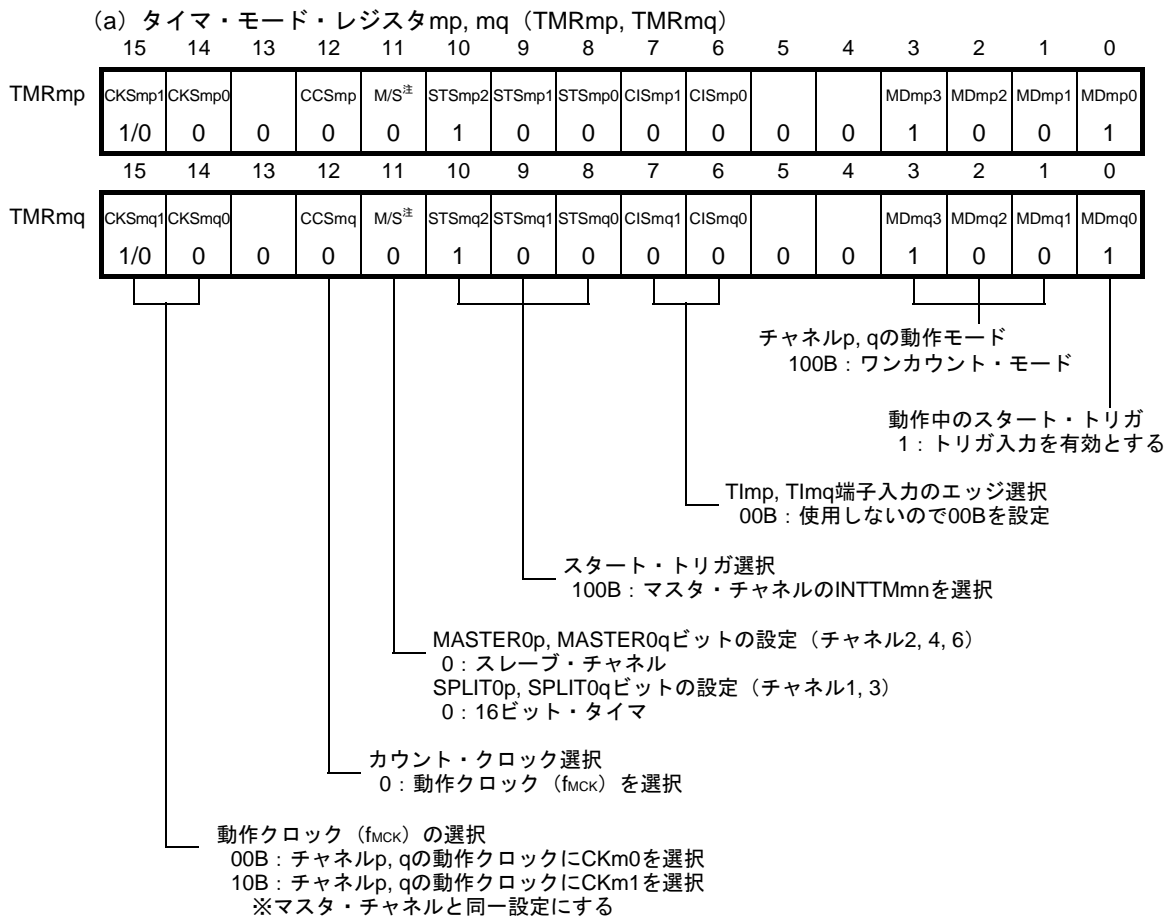 (a) タイマ・モード・レジスタmp, mq（TMRmp, TMRmq）
15 14 13 12 11 10 9 8 7 6 5 4 3 2 1 0
TMRmp CKSmp1 CKSmp0 CCSmp M/S注 STSmp2 STSmp1 STSmp0 CISmp1 CISmp0 MDmp3 MDmp2 MDmp1 MDmp0
1/0 0 0 0 0 1 0 0 0 0 0 0 1 0 0 1
15 14 13 12 11 10 9 8 7 6 5 4 3 2 1 0
TMRmq CKSmq1 CKSmq0 CCSmq M/S注 STSmq2 STSmq1 STSmq0 CISmq1 CISmq0 MDmq3 MDmq2 MDmq1 MDmq0
1/0 0 0 0 0 1 0 0 0 0 0 0 1 0 0 1
チャネルp, qの動作モード
100B：ワンカウント・モード
動作中のスタート・トリガ
1：トリガ入力を有効とする
TImp, TImq端子入力のエッジ選択
00B：使用しないので00Bを設定
スタート・トリガ選択
100B：マスタ・チャネルのINTTMmnを選択
MASTER0p, MASTER0qビットの設定（チャネル2, 4, 6）
0：スレーブ・チャネル
SPLIT0p, SPLIT0qビットの設定（チャネル1, 3）
0：16ビット・タイマ
カウント・クロック選択
0：動作クロック（fMCK）を選択
動作クロック（fMCK）の選択
00B：チャネルp, qの動作クロックにCKm0を選択
10B：チャネルp, qの動作クロックにCKm1を選択
※マスタ・チャネルと同一設定にする